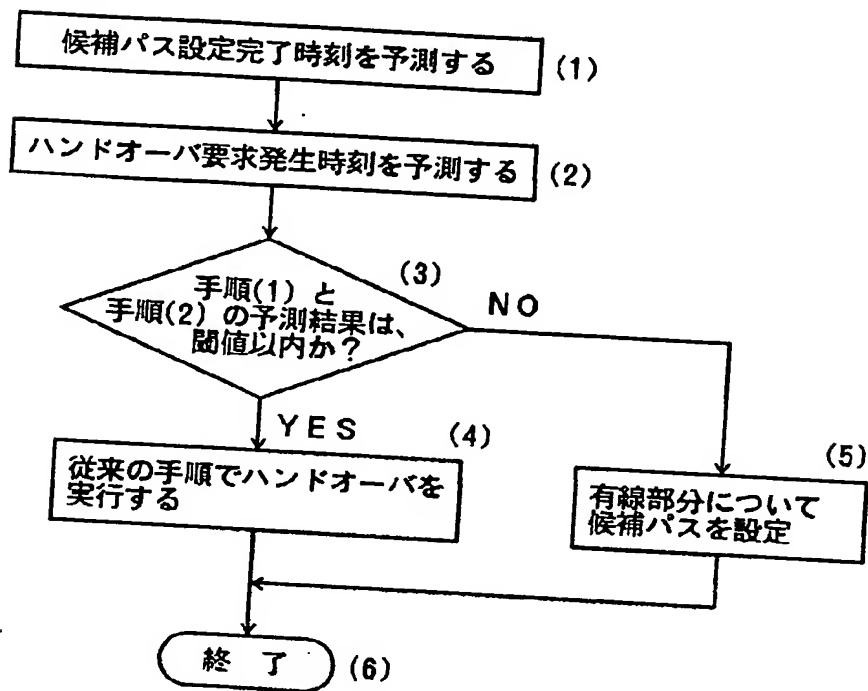 候補パス設定完了時刻を予測する
(1)
ハンドオーバ要求発生時刻を予測する
(2)
(3)
手順(1) と
手順(2) の予測結果は、
閾値以内か?
NO
YES
(4)
従来の手順でハンドオーバを
実行する
(5)
有線部分について
候補パスを設定
終 了
(6)